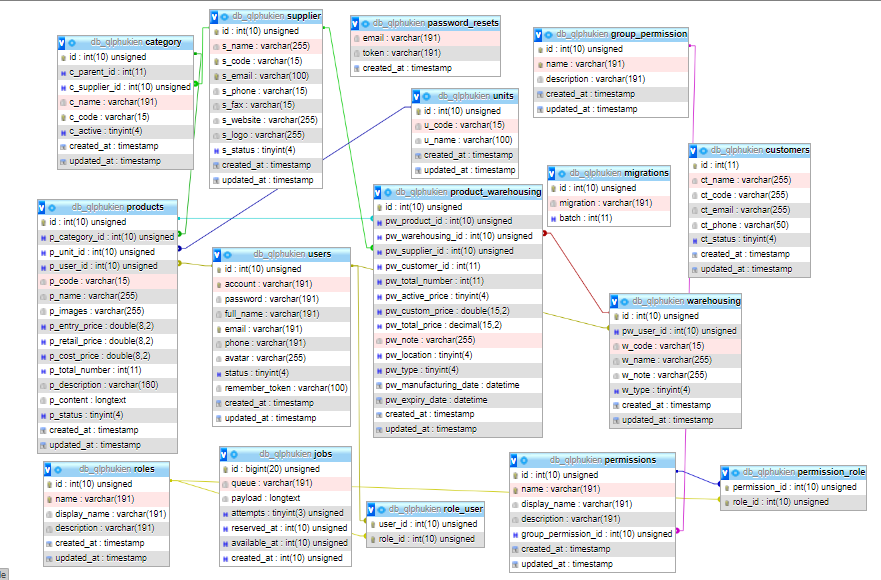 db_qlphukien category
id : int(10) unsigned
c_parent_id : int(11)
c_supplier_id : int(10) unsigned
c_name : varchar(191)
c_code : varchar(15)
c_active : tinyint(4)
created_at : timestamp
updated_at : timestamp
db_qlphukien supplier
id : int(10) unsigned
s_name : varchar(255)
s_code : varchar(15)
s_email : varchar(100)
s_phone : varchar(15)
s_fax : varchar(15)
s_website : varchar(255)
s_logo : varchar(255)
s_status : tinyint(4)
created_at : timestamp
updated_at : timestamp
db_qlphukien password_resets
email : varchar(191)
token : varchar(191)
created_at : timestamp
db_qlphukien group_permission
id : int(10) unsigned
name : varchar(191)
description : varchar(191)
created_at : timestamp
updated_at : timestamp
db_qlphukien units
id : int(10) unsigned
u_code : varchar(15)
u_name : varchar(100)
created_at : timestamp
updated_at : timestamp
db_qlphukien customers
id : int(11)
ct_name : varchar(255)
ct_code : varchar(255)
ct_email : varchar(255)
ct_phone : varchar(50)
ct_status : tinyint(4)
created_at : timestamp
updated_at : timestamp
db_qlphukien migrations
id : int(10) unsigned
migration : varchar(191)
batch : int(11)
db_qlphukien products
id : int(10) unsigned
p_category_id : int(10) unsigned
p_unit_id : int(10) unsigned
p_user_id : int(10) unsigned
p_code : varchar(15)
p_name : varchar(255)
p_images : varchar(255)
p_entry_price : double(8,2)
p_retail_price : double(8,2)
p_cost_price : double(8,2)
p_total_number : int(11)
p_description : varchar(160)
p_content : longtext
p_status : tinyint(4)
created_at : timestamp
updated_at : timestamp
db_qlphukien users
id : int(10) unsigned
account : varchar(191)
password : varchar(191)
full_name : varchar(191)
email : varchar(191)
phone : varchar(191)
avatar : varchar(255)
status : tinyint(4)
remember_token : varchar(100)
created_at : timestamp
updated_at : timestamp
db_qlphukien product_warehousing
id : int(10) unsigned
pw_product_id : int(10) unsigned
pw_warehousing_id : int(10) unsigned
pw_supplier_id : int(10) unsigned
pw_customer_id : int(11)
pw_total_number : int(11)
pw_active_price : tinyint(4)
pw_custom_price : double(15,2)
pw_total_price : decimal(15,2)
pw_note : varchar(255)
pw_location : tinyint(4)
pw_type : tinyint(4)
pw_manufacturing_date : datetime
pw_expiry_date : datetime
created_at : timestamp
updated_at : timestamp
db_qlphukien warehousing
id : int(10) unsigned
pw_user_id : int(10) unsigned
w_code : varchar(15)
w_name : varchar(255)
w_note : varchar(255)
w_type : tinyint(4)
created_at : timestamp
updated_at : timestamp
db_qlphukien roles
id : int(10) unsigned
name : varchar(191)
display_name : varchar(191)
description : varchar(191)
created_at : timestamp
updated_at : timestamp
db_qlphukien jobs
id : bigint(20) unsigned
queue : varchar(191)
payload : longtext
attempts : tinyint(3) unsigned
reserved_at : int(10) unsigned
available_at : int(10) unsigned
created_at : int(10) unsigned
db_qlphukien role_user
user_id : int(10) unsigned
role_id : int(10) unsigned
db_qlphukien permissions
id : int(10) unsigned
name : varchar(191)
display_name : varchar(191)
description : varchar(191)
group_permission_id : int(10) unsigned
created_at : timestamp
updated_at : timestamp
db_qlphukien permission_role
permission_id : int(10) unsigned
role_id : int(10) unsigned